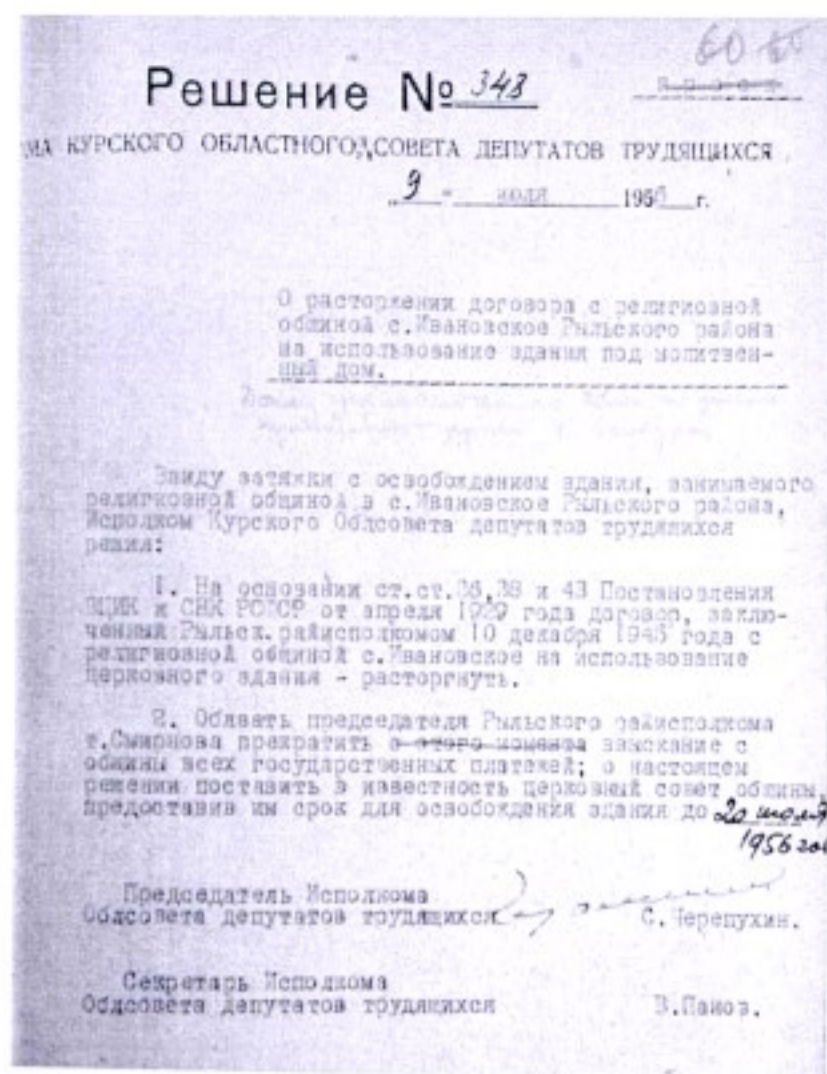 60
Решение № 343
МА КУРСКОГО ОБЛАСТНОГО СОВЕТА ДЕПУТАТОВ ТРУДЯЩИХСЯ
„ 9 - июля 1956 г.
О расторжении договора с религиозной
общиной с.Ивановское Рыльского района
на использование здания под молитвен-
ный дом.
Ввиду затяжки с освобождением здания, занимаемого
религиозной общиной в с.Ивановское Рыльского района,
Исполком Курского Облсовета депутатов трудящихся
решил:
1. На основании ст.ст.36,38 и 43 Постановления
ВЦИК и СНК РСФСР от апреля 1929 года договор, заклю-
ченный Рыльск.райисполкомом 10 декабря 1945 года с
религиозной общиной с.Ивановское на использование
церковного здания - расторгнуть.
2. Обязать председателя Рыльского райисполкома
т.Смирнова прекратить с этого момента взыскание с
общины всех государственных платежей; о настоящем
решении поставить в известность церковный совет общины,
предоставив им срок для освобождения здания до 20 июля
1956 год
Председатель Исполкома
Облсовета депутатов трудящихся С.Черепухин.
Секретарь Исполкома
Облсовета депутатов трудящихся В.Панов.